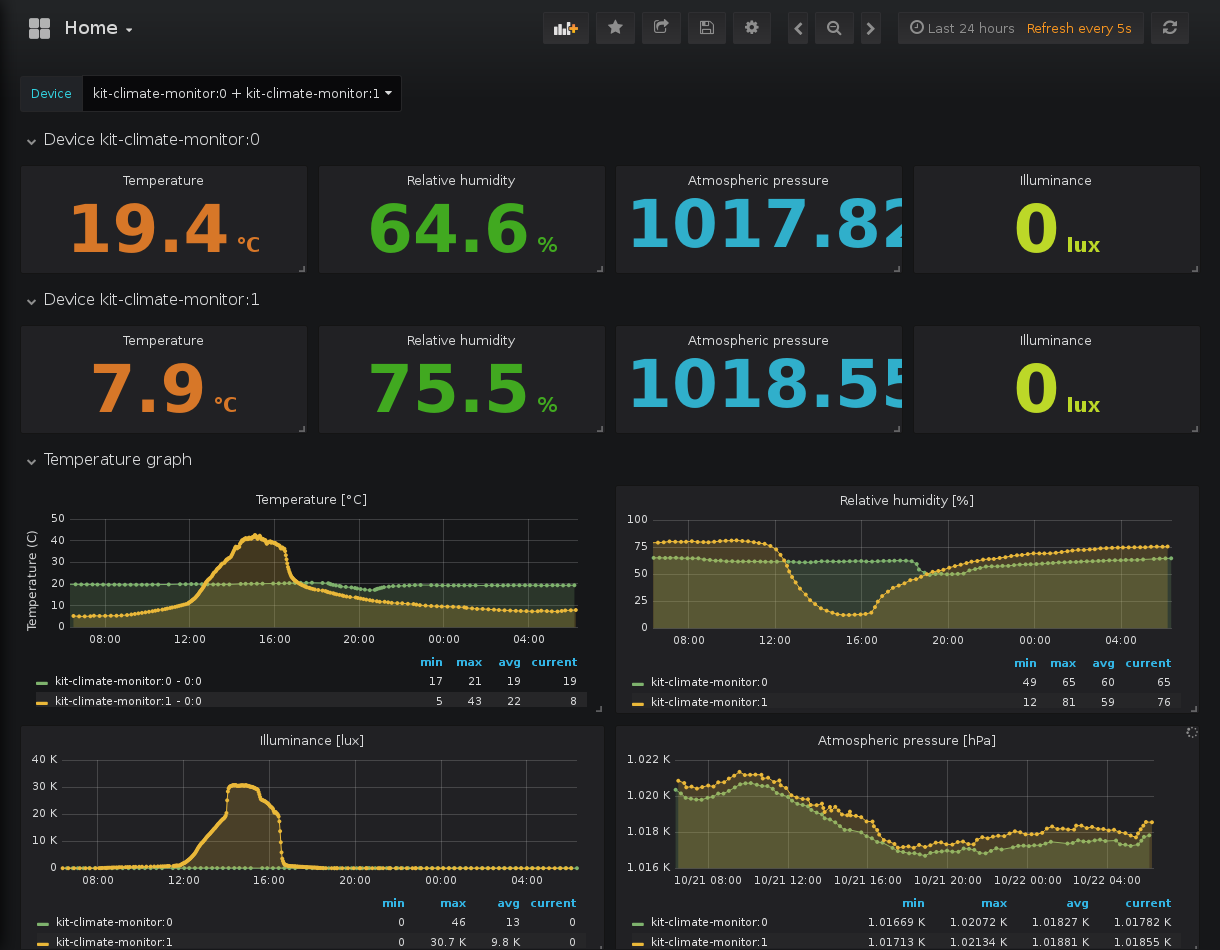 Home
Last 24 hours Refresh every 5s
Device kit-climate-monitor:0 + kit-climate-monitor:1
Device kit-climate-monitor:0
Temperature Relative humidity Atmospheric pressure Illuminance
19.4 °C 64.6 % 1017.82 0 lux
Device kit-climate-monitor:1
Temperature Relative humidity Atmospheric pressure Illuminance
7.9 °C 75.5 % 1018.55 0 lux
Temperature graph
Temperature [°C]
Temperature (C)
50
40
30
20
10
0
08:00 12:00 16:00 20:00 00:00 04:00
min max avg current
kit-climate-monitor:0 - 0:0 17 21 19 19
kit-climate-monitor:1 - 0:0 5 43 22 8
Relative humidity [%]
100
75
50
25
0
08:00 12:00 16:00 20:00 00:00 04:00
min max avg current
kit-climate-monitor:0 49 65 60 65
kit-climate-monitor:1 12 81 59 76
Illuminance [lux]
40 K
30 K
20 K
10 K
0
08:00 12:00 16:00 20:00 00:00 04:00
min max avg current
kit-climate-monitor:0 0 46 13 0
kit-climate-monitor:1 0 30.7 K 9.8 K 0
Atmospheric pressure [hPa]
1.022 K
1.020 K
1.018 K
1.016 K
10/21 08:00 10/21 12:00 10/21 16:00 10/21 20:00 10/22 00:00 10/22 04:00
min max avg current
kit-climate-monitor:0 1.01669 K 1.02072 K 1.01827 K 1.01782 K
kit-climate-monitor:1 1.01713 K 1.02134 K 1.01881 K 1.01855 K